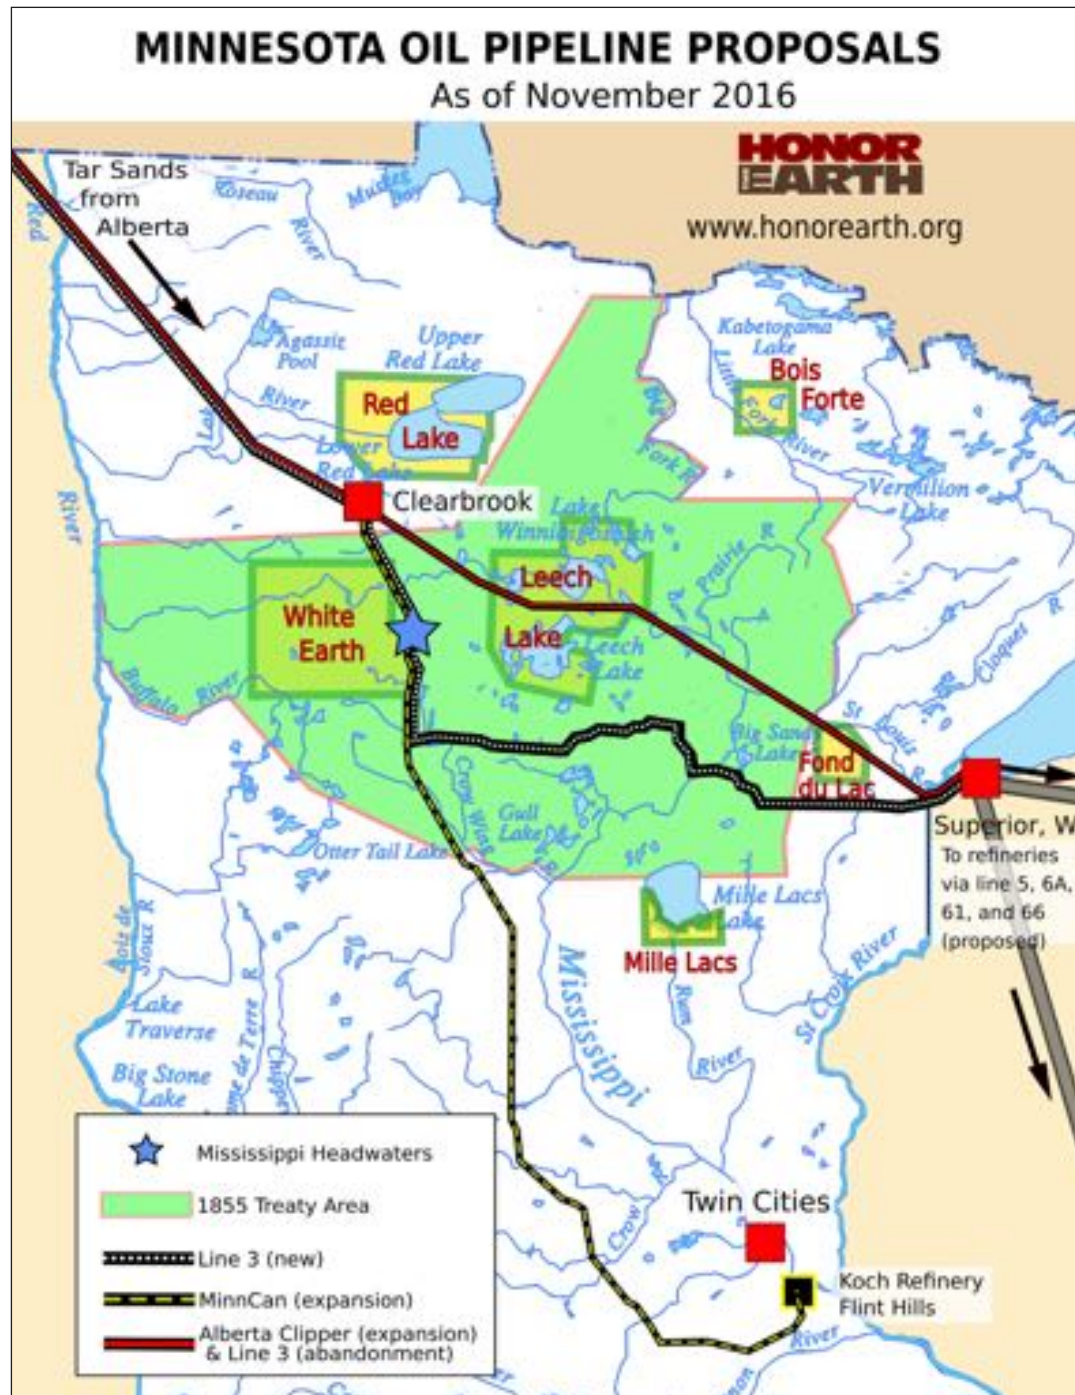 MINNESOTA OIL PIPELINE PROPOSALS
As of November 2016
HONOR
THE EARTH
www.honorearth.org
Tar Sands
from
Alberta
Red
Roseau
River
Muskeg
Bay
Agassiz
Pool
Upper
Red Lake
Kabetogama
Lake
Bois
Forte
Little
Fork
River
Red
Lake
River
Lower
Red Lake
Big
Fork R
Vermilion
Lake
Clearbrook
River
Lake
Winnibigoshish
Leech
Lake
Leech
Lake
Prairie R
White
Earth
Cloquet R
Buffalo River
St Louis R
Big Sandy
Lake
Fond
du Lac
Crow Wing
R
Gull
Lake
Otter Tail Lake
Superior, W
To refineries
via line 5, 6A,
61, and 66
(proposed)
Mille Lacs
Lake
Mille Lacs
Bois de
Sioux R
Mississippi
Rum
River
St Croix River
Lake
Traverse
Big Stone
Lake
me de Terre R
Chippe
Mississippi Headwaters
1855 Treaty Area
Line 3 (new)
MinnCan (expansion)
Alberta Clipper (expansion)
& Line 3 (abandonment)
Twin Cities
Crow
Koch Refinery
Flint Hills
River
non